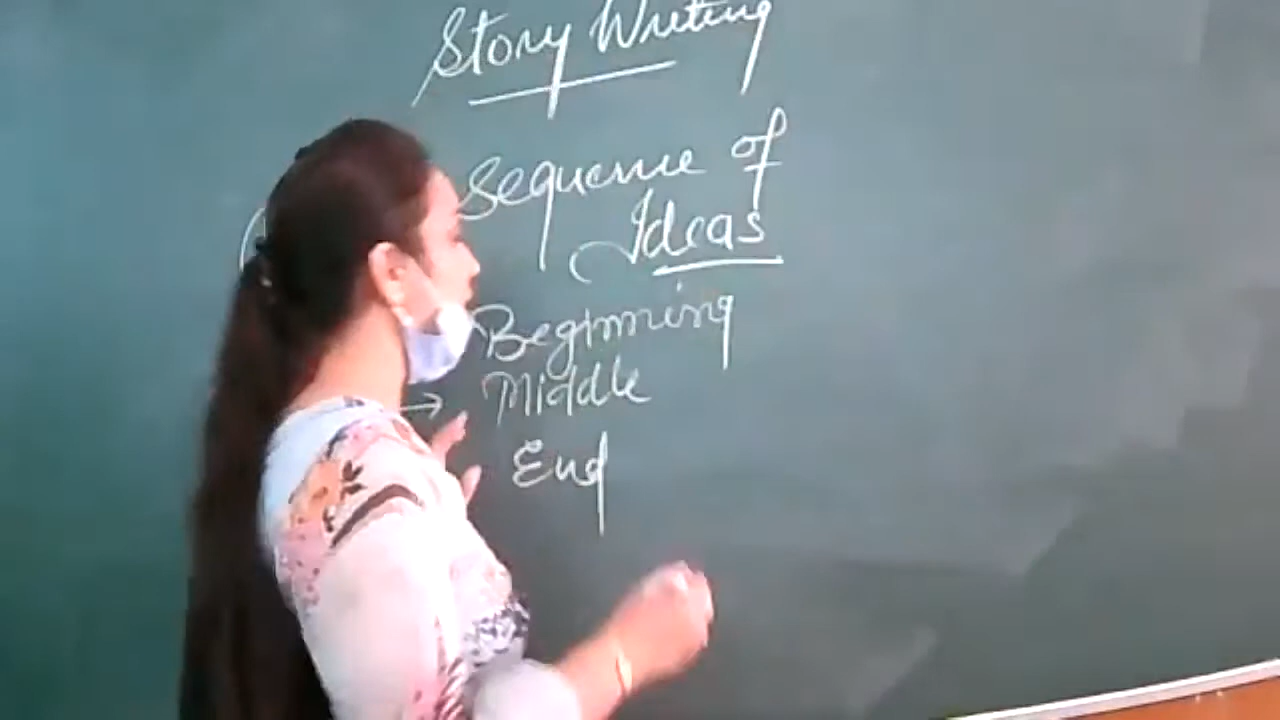 Story Writing
Sequence of
Ideas
Beginning
→ Middle
End